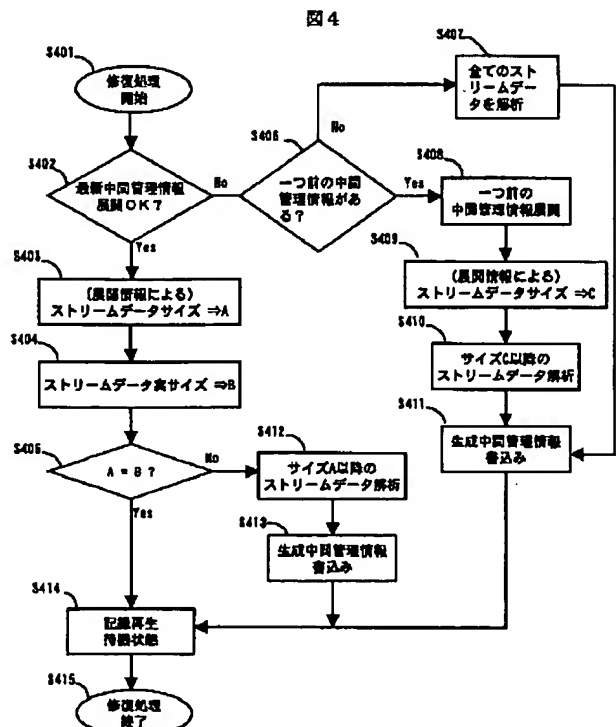 図4
S401
修復処理
開始
S402
最新中間管理情報
展開OK?
No
Yes
S406
一つ前の中間
管理情報がある?
No
Yes
S407
全てのスト
リームデー
タを解析
S408
一つ前の
中間管理情報展開
S409
(展開情報による)
ストリームデータサイズ ⇒C
S410
サイズC以降の
ストリームデータ解析
S411
生成中間管理情報
書込み
S403
(展開情報による)
ストリームデータサイズ ⇒A
S404
ストリームデータ実サイズ ⇒B
S405
A = B ?
No
Yes
S412
サイズA以降の
ストリームデータ解析
S413
生成中間管理情報
書込み
S414
記録再生
待機状態
S415
修復処理
終了